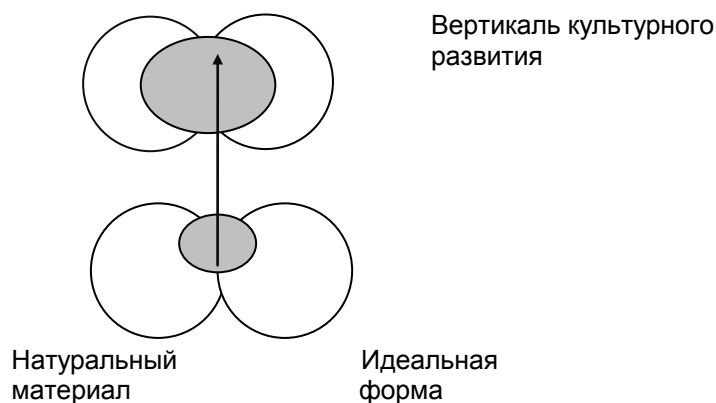 Вертикаль культурного
развития
Натуральный
материал
Идеальная
форма